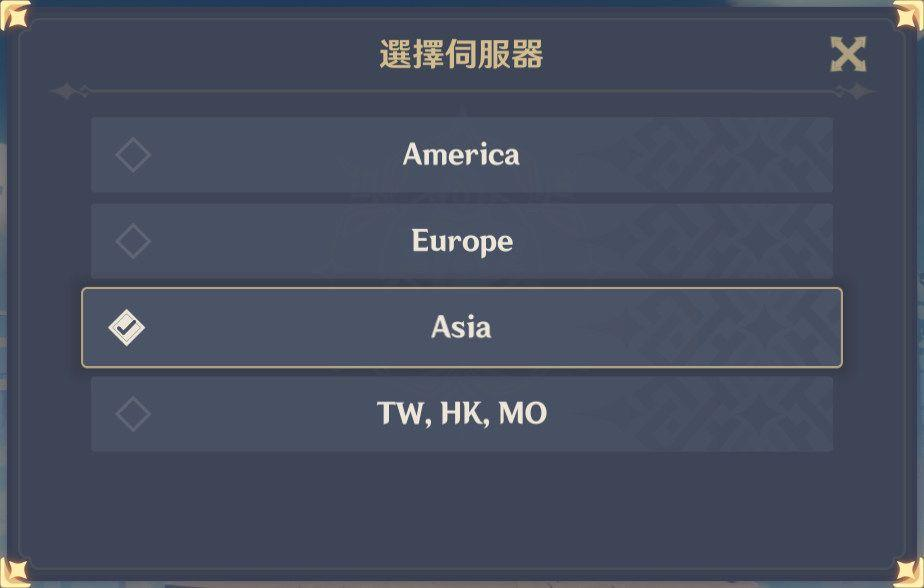 選擇伺服器
America
Europe
Asia
TW, HK, MO